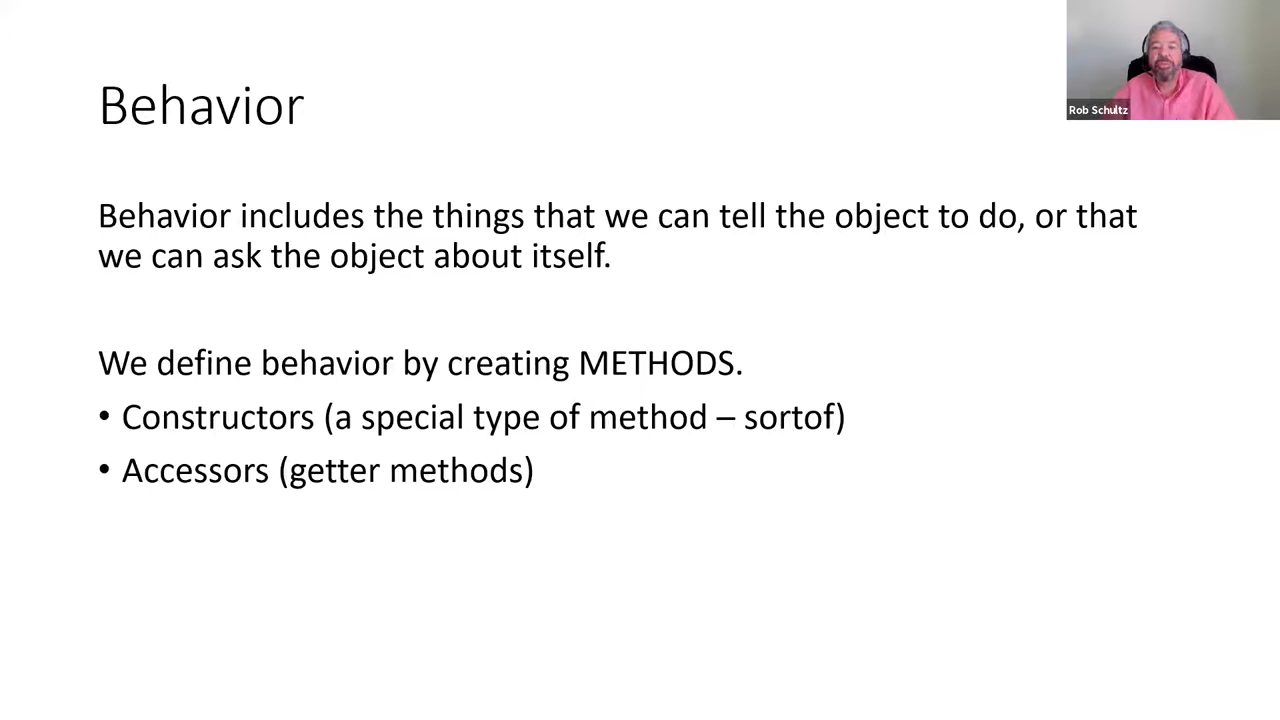 Behavior
Rob Schultz
Behavior includes the things that we can tell the object to do, or that
we can ask the object about itself.
We define behavior by creating METHODS.
• Constructors (a special type of method – sortof)
• Accessors (getter methods)